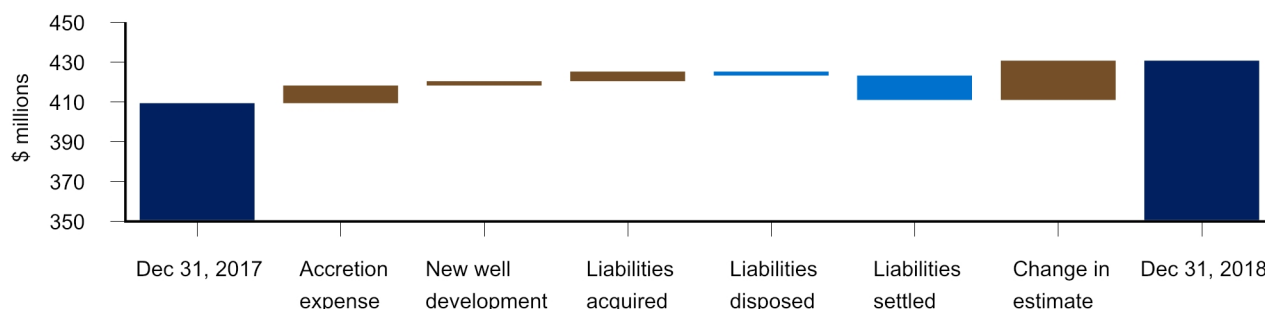 450
430
410
390
370
350
$ millions
Dec 31, 2017 Accretion New well Liabilities Liabilities Liabilities Change in Dec 31, 2018
expense development acquired disposed settled estimate